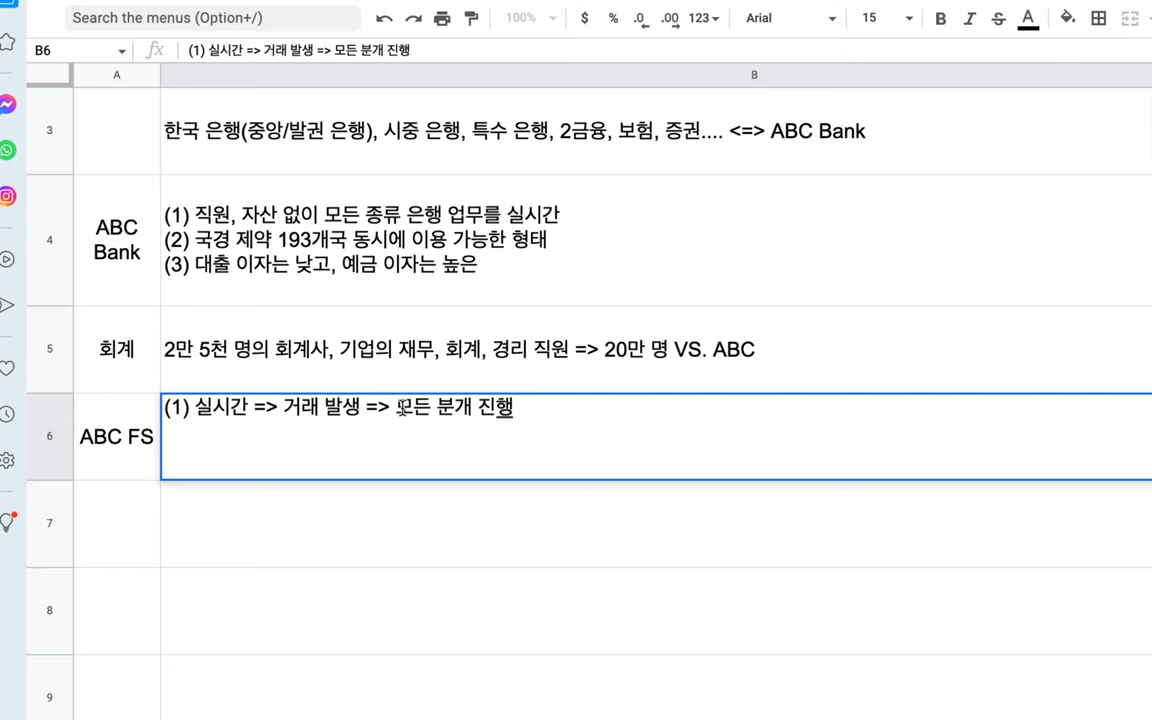 Search the menus (Option+/)
100%
$
%
.0
.00
123
Arial
15
B
I
S
A
B6
fx
(1) 실시간 => 거래 발생 => 모든 분개 진행
A
B
3
한국 은행(중앙/발권 은행), 시중 은행, 특수 은행, 2금융, 보험, 증권.... <=> ABC Bank
4
ABC
Bank
(1) 직원, 자산 없이 모든 종류 은행 업무를 실시간
(2) 국경 제약 193개국 동시에 이용 가능한 형태
(3) 대출 이자는 낮고, 예금 이자는 높은
5
회계
2만 5천 명의 회계사, 기업의 재무, 회계, 경리 직원 => 20만 명 VS. ABC
6
ABC FS
(1) 실시간 => 거래 발생 => 모든 분개 진행
7
8
9